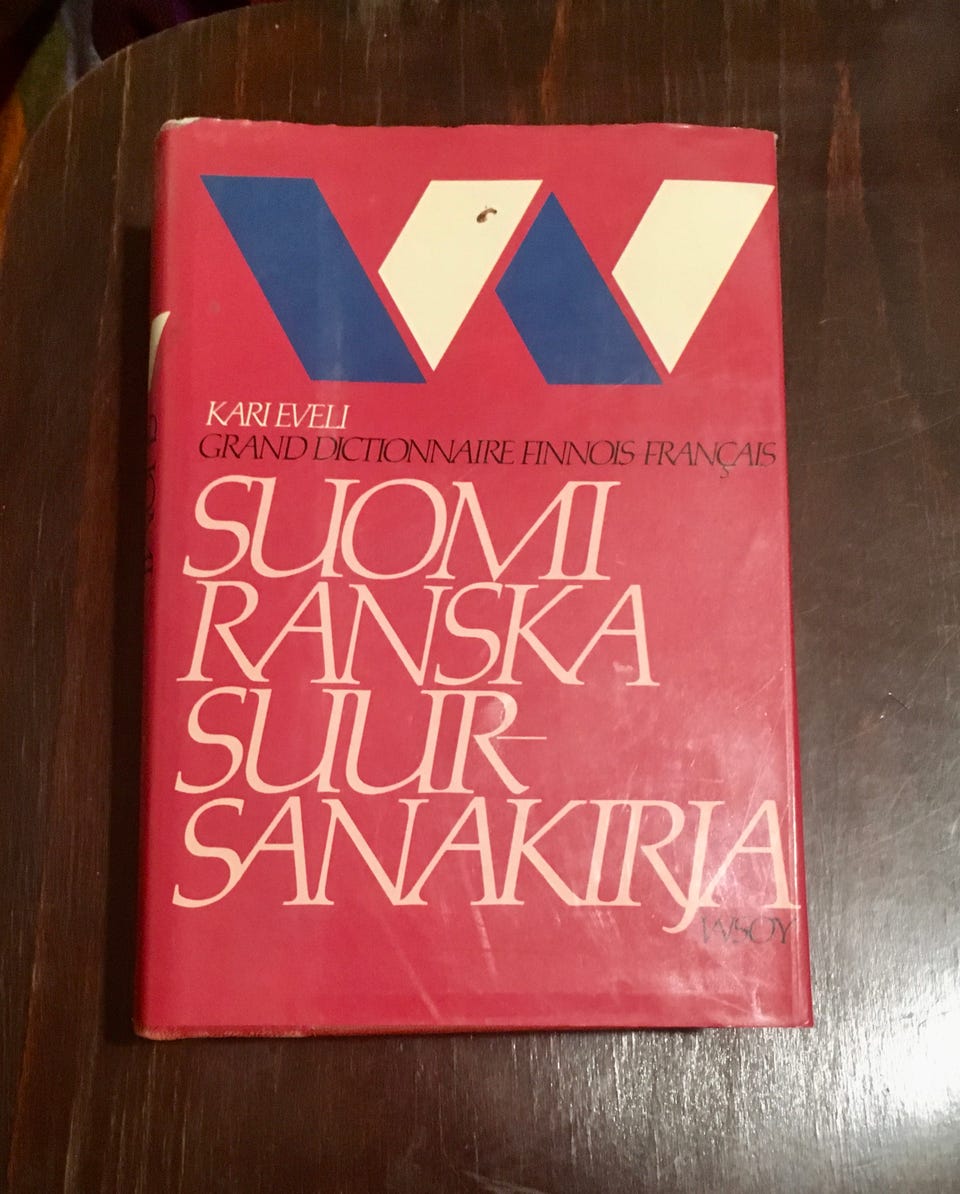 KARI EVELI
GRAND DICTIONNAIRE FINNOIS-FRANÇAIS
SUOMI
RANSKA
SUUR-
SANAKIRJA
WSOY